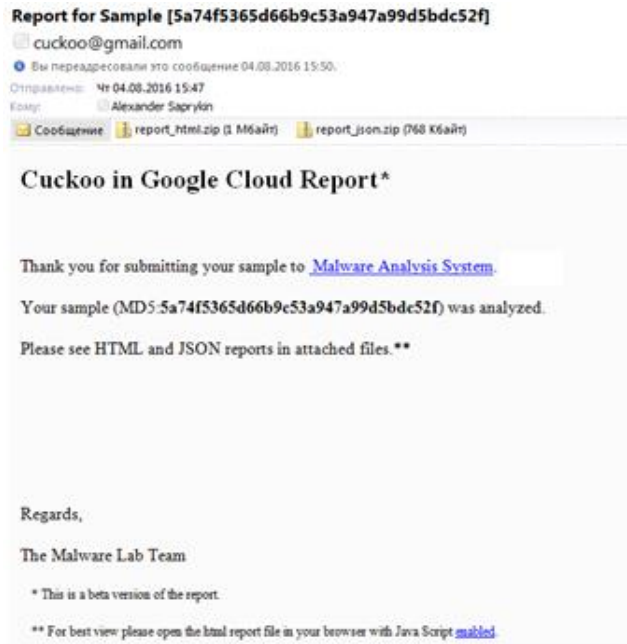 Report for Sample [5a74f5365d66b9c53a947a99d5bdc52f]
cuckoo@gmail.com
Вы переадресовали это сообщение 04.08.2016 15:50.
Отправлено: Чт 04.08.2016 15:47
Кому: Alexander Saprykin
Сообщение report_html.zip (1 Мбайт) report_json.zip (768 Кбайт)
Cuckoo in Google Cloud Report*
Thank you for submitting your sample to Malware Analysis System.
Your sample (MD5:5a74f5365d66b9c53a947a99d5bdc52f) was analyzed.
Please see HTML and JSON reports in attached files.**
Regards,
The Malware Lab Team
* This is a beta version of the report.
** For best view please open the html report file in your browser with Java Script enabled.